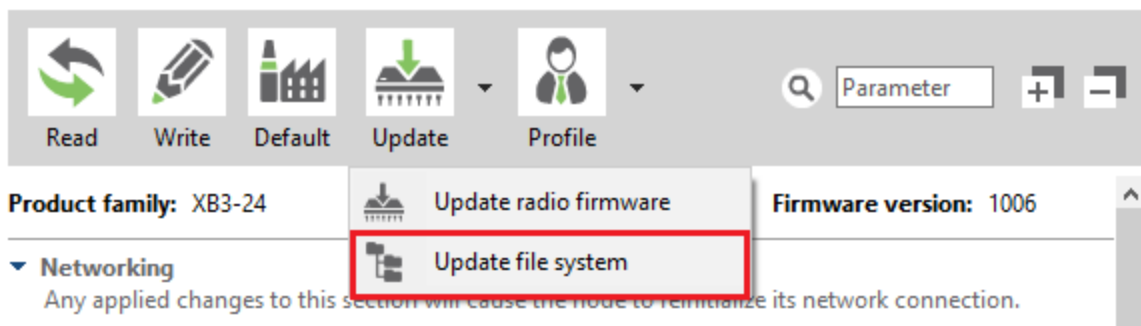 Parameter
Read Write Default Update Profile
Update radio firmware
Product family: XB3-24 Firmware version: 1006
Update file system
Networking
Any applied changes to this section will cause the node to reinitialize its network connection.